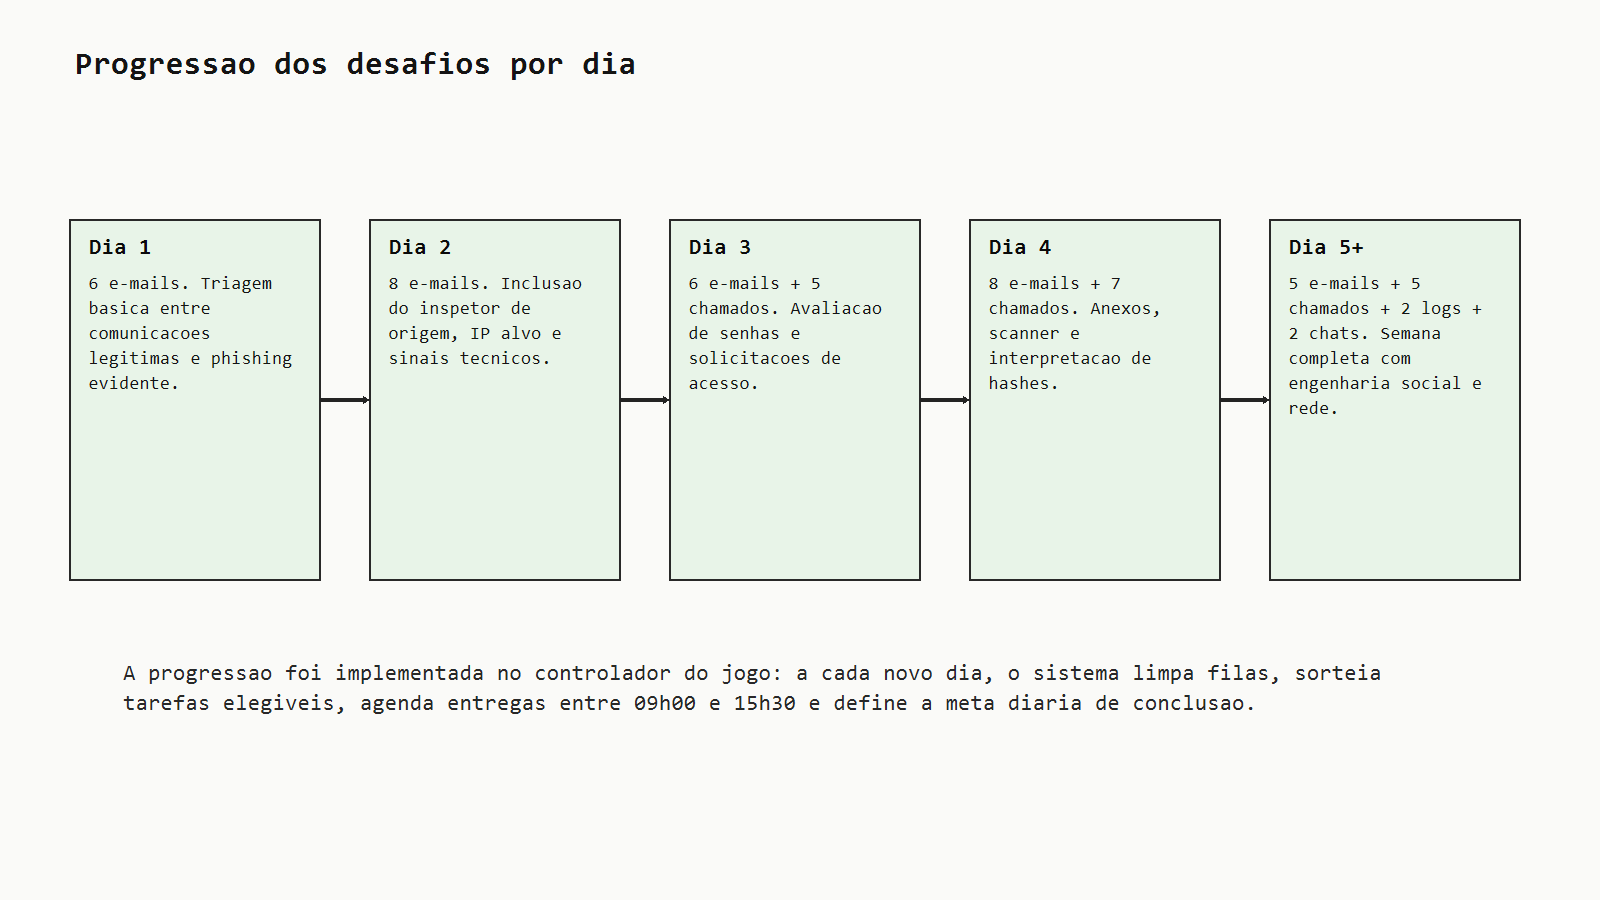 Progressao dos desafios por dia
Dia 1
6 e-mails. Triagem
basica entre
comunicacoes
legitimas e phishing
evidente.
Dia 2
8 e-mails. Inclusao
do inspetor de
origem, IP alvo e
sinais tecnicos.
Dia 3
6 e-mails + 5
chamados. Avaliacao
de senhas e
solicitacoes de
acesso.
Dia 4
8 e-mails + 7
chamados. Anexos,
scanner e
interpretacao de
hashes.
Dia 5+
5 e-mails + 5
chamados + 2 logs +
2 chats. Semana
completa com
engenharia social e
rede.
A progressao foi implementada no controlador do jogo: a cada novo dia, o sistema limpa filas, sorteia
tarefas elegiveis, agenda entregas entre 09h00 e 15h30 e define a meta diaria de conclusao.